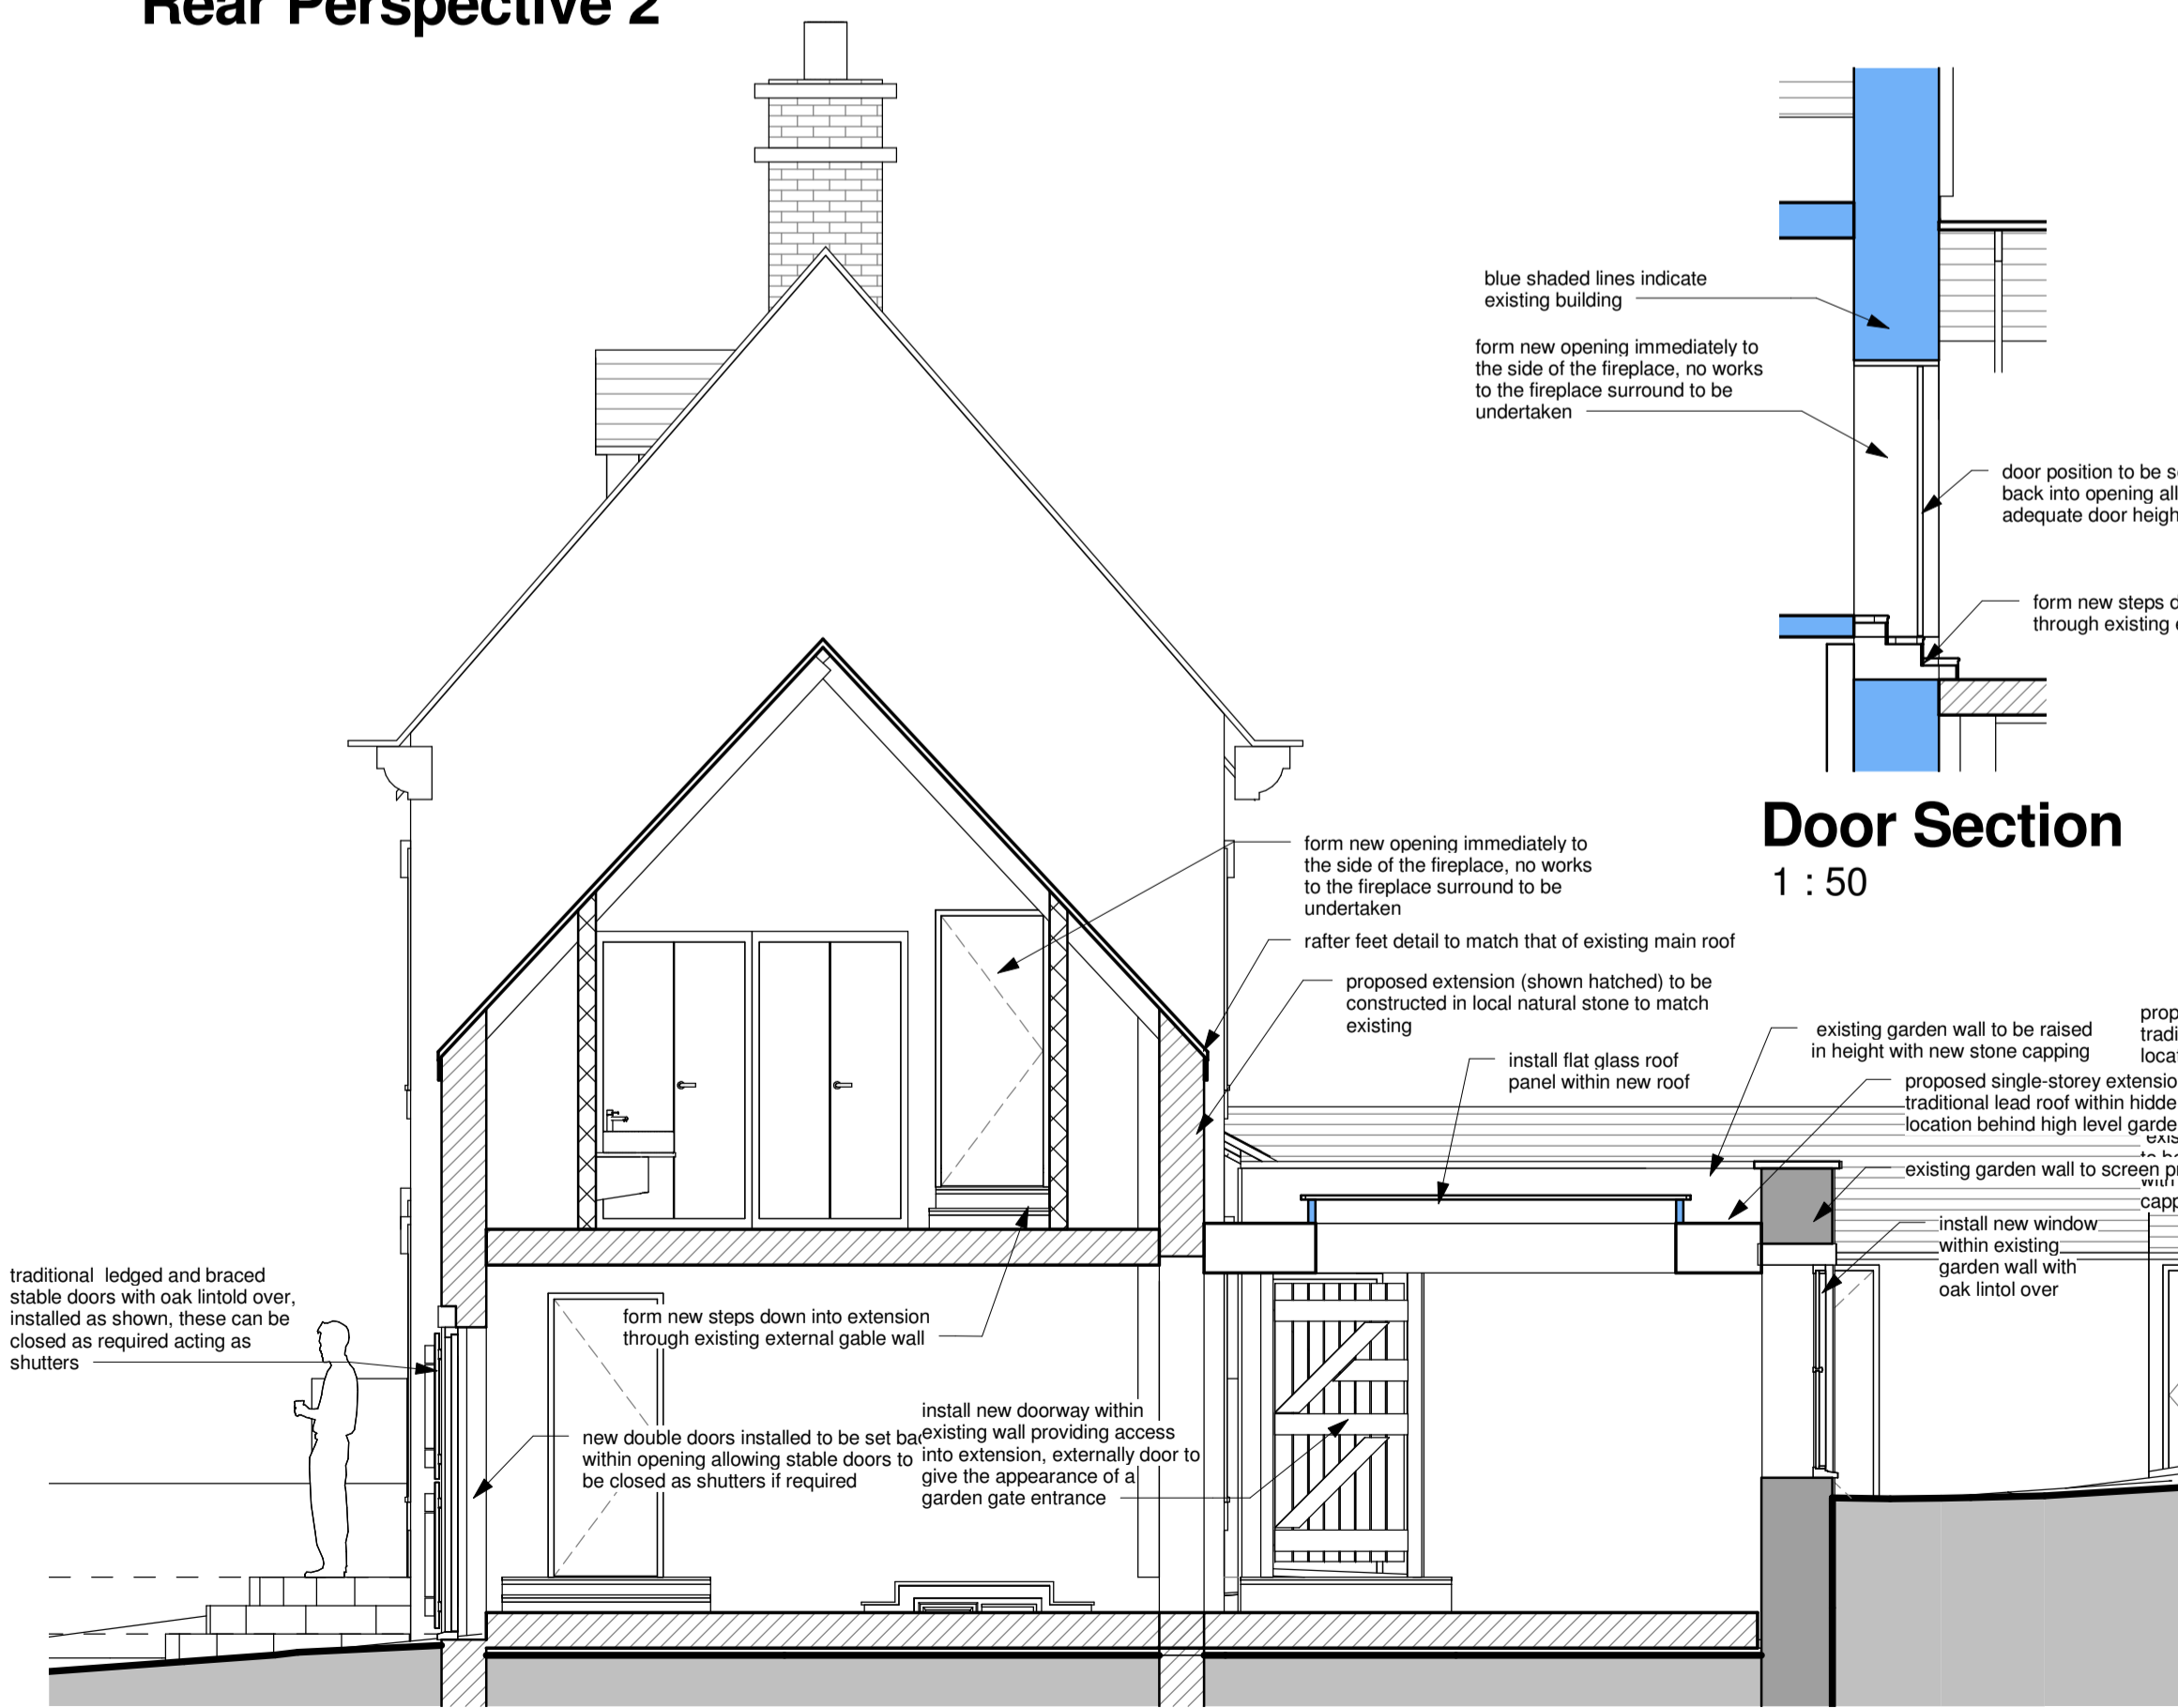 Rear Perspective 2
blue shaded lines indicate
existing building
form new opening immediately to
the side of the fireplace, no works
to the fireplace surround to be
undertaken
door position to be
back into opening
adequate door
form new steps
through existing
Door Section
1 : 50
form new opening immediately to
the side of the fireplace, no works
to the fireplace surround to be
undertaken
rafter feet detail to match that of existing main roof
proposed extension (shown hatched) to be
constructed in local natural stone to match
existing
install flat glass roof
panel within new roof
existing garden wall to be raised
in height with new stone capping
proposed single-storey
traditional lead roof within
location behind high level
existing garden wall to screen
install new window
within existing
garden wall with
oak lintol over
traditional ledged and braced
stable doors with oak lintold over,
installed as shown, these can be
closed as required acting as
shutters
form new steps down into extension
through existing external gable wall
new double doors installed to be set
within opening allowing stable doors to
be closed as shutters if required
install new doorway within
existing wall providing access
into extension, externally door to
give the appearance of a
garden gate entrance